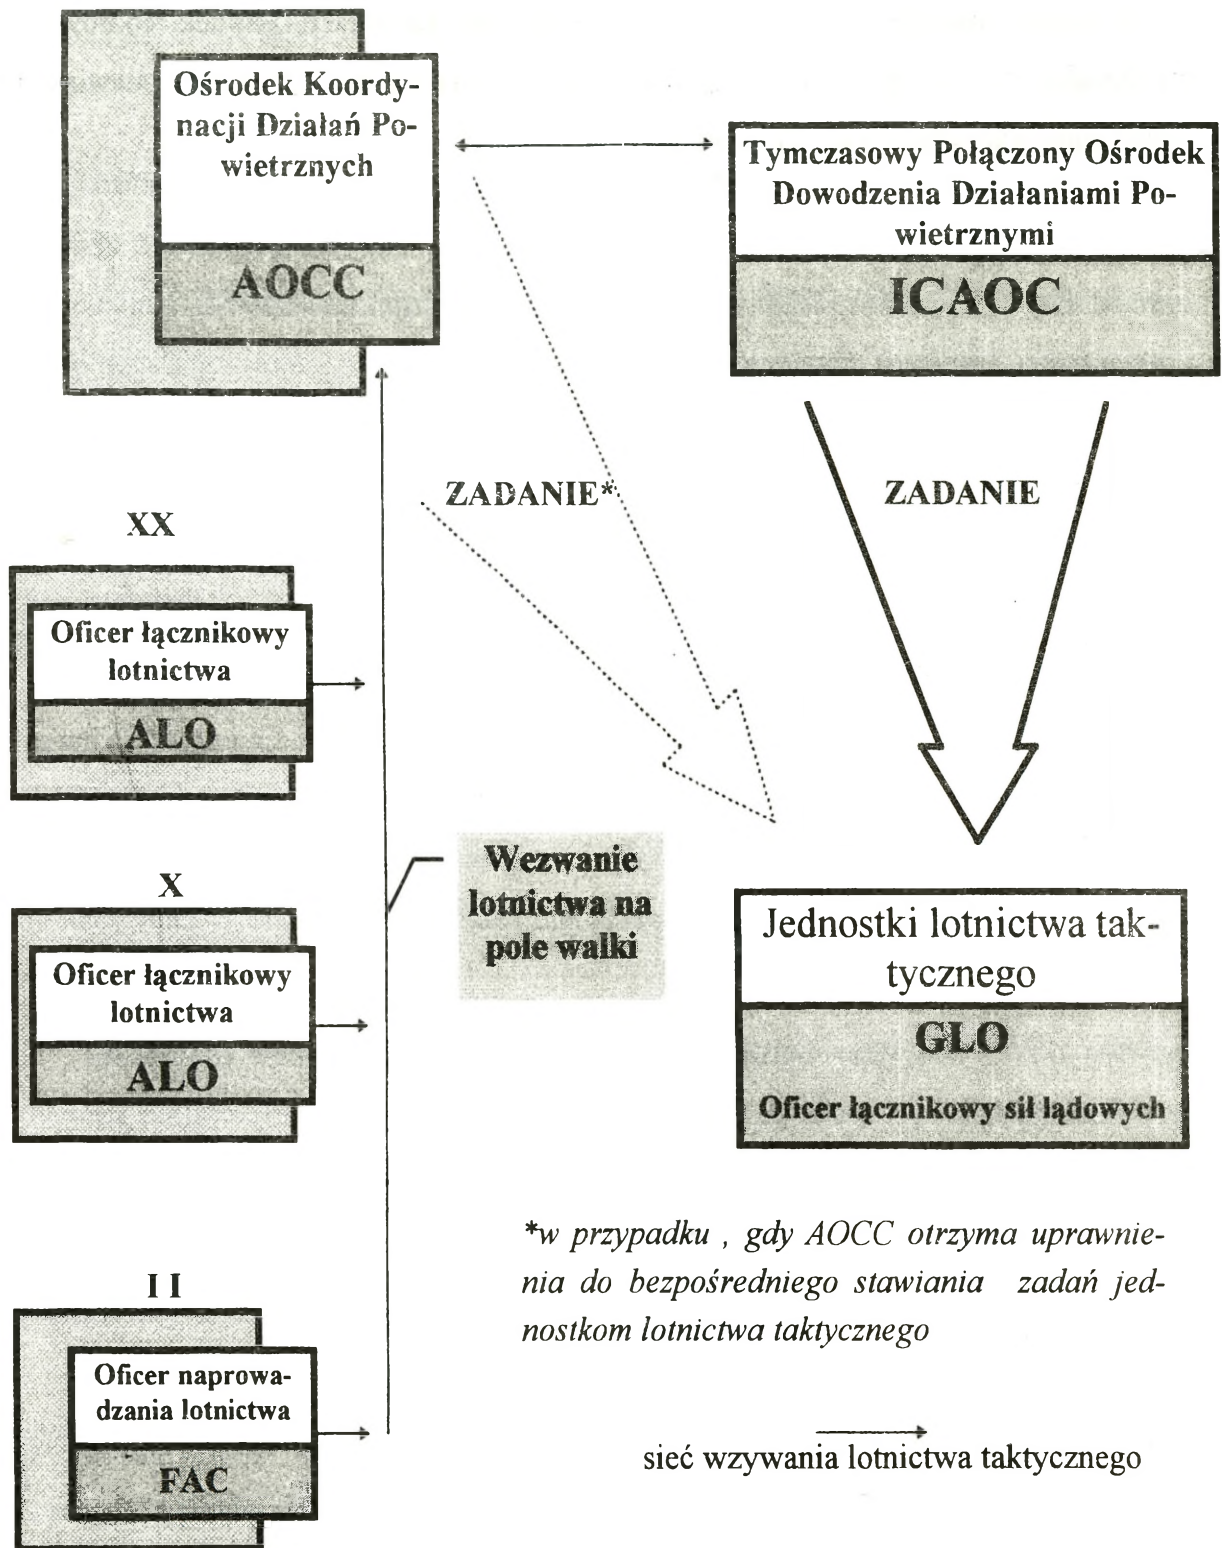 Ośrodek Koordy-
nacji Działań Po-
wietrznych
AOCC
Tymczasowy Połączony Ośrodek
Dowodzenia Działaniami Po-
wietrznymi
ICAOC
ZADANIE*
ZADANIE
XX
Oficer łącznikowy
lotnictwa
ALO
X
Oficer łącznikowy
lotnictwa
ALO
Wezwanie
lotnictwa na
pole walki
Jednostki lotnictwa tak-
tycznego
GLO
Oficer łącznikowy sił lądowych
I I
Oficer naprowa-
dzania lotnictwa
FAC
*w przypadku , gdy AOCC otrzyma uprawnie-
nia do bezpośredniego stawiania zadań jed-
nostkom lotnictwa taktycznego
sieć wzywania lotnictwa taktycznego